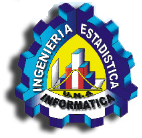 INGENIERIA ESTADISTICA
U.N.A
INFORMATICA